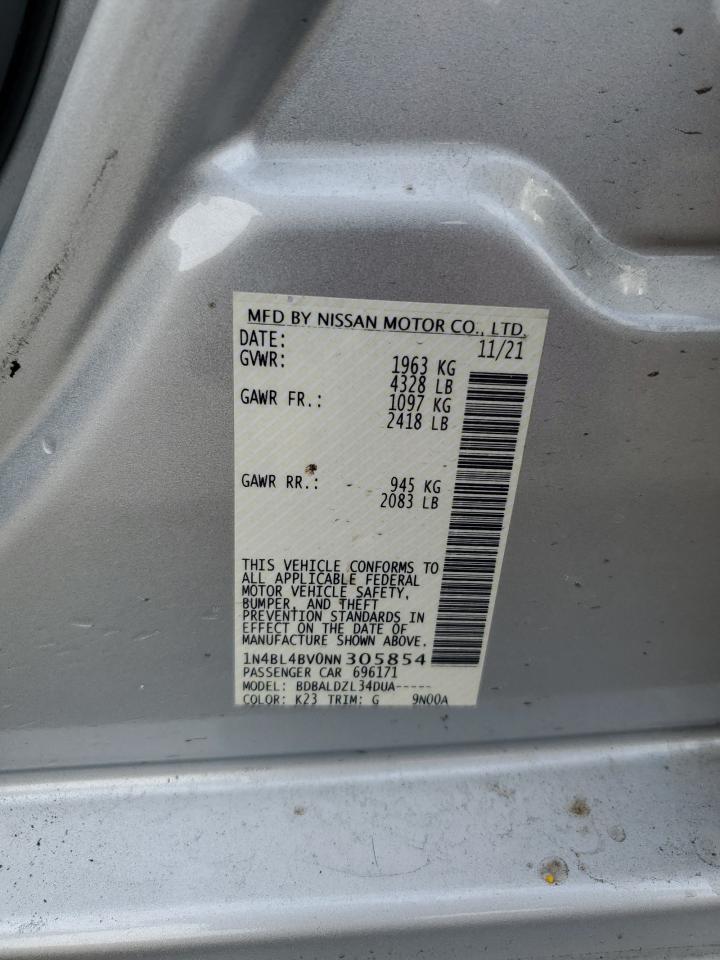 MFD BY NISSAN MOTOR CO., LTD.
DATE: 11/21
GVWR: 1963 KG
4328 LB
GAWR FR.: 1097 KG
2418 LB
GAWR RR.: 945 KG
2083 LB
THIS VEHICLE CONFORMS TO
ALL APPLICABLE FEDERAL
MOTOR VEHICLE SAFETY,
BUMPER, AND THEFT
PREVENTION STANDARDS IN
EFFECT ON THE DATE OF
MANUFACTURE SHOWN ABOVE.
1N4BL4BV0NN305854
PASSENGER CAR 696171
MODEL: BDBALDZL34DUA-----
COLOR: K23 TRIM: G 9N00A